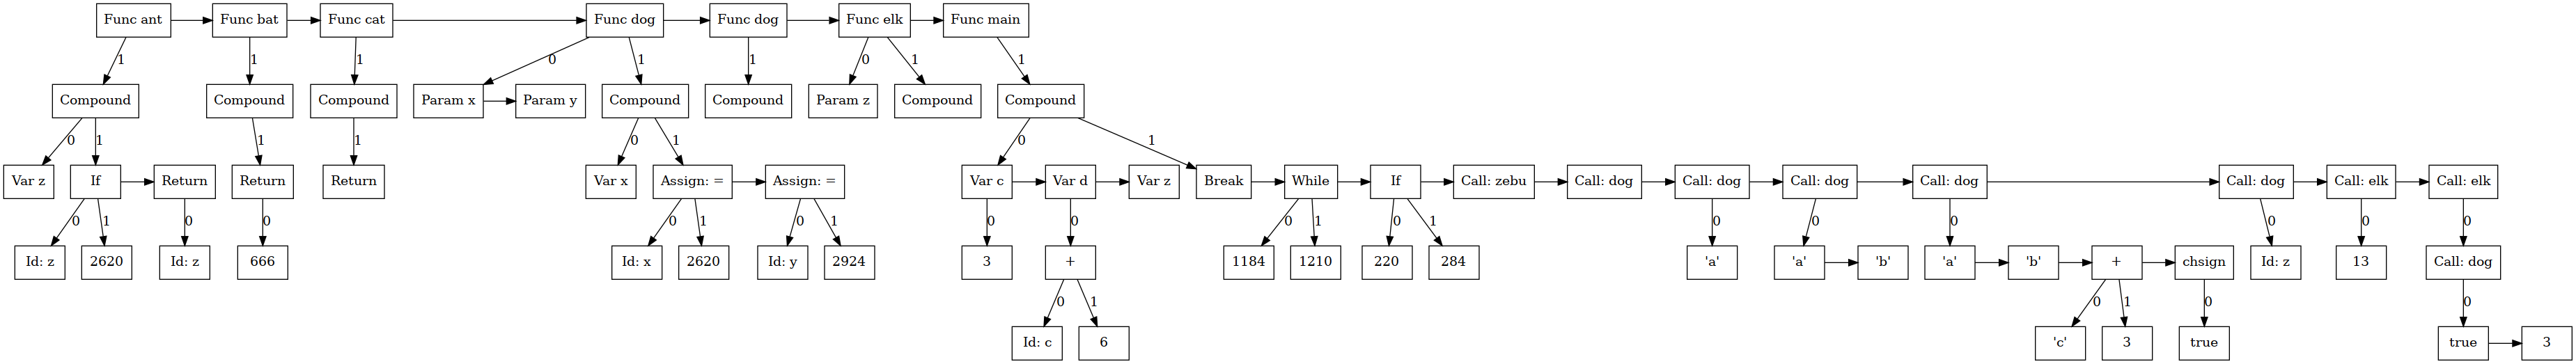 Func ant
Func bat
Func cat
Func dog
Func dog
Func elk
Func main
1
1
1
0
1
1
0
1
1
Compound
Compound
Compound
Param x
Param y
Compound
Compound
Param z
Compound
Compound
0
1
1
1
0
1
0
1
Var z
If
Return
Return
Return
Var x
Assign: =
Assign: =
Var c
Var d
Var z
Break
While
If
Call: zebu
Call: dog
Call: dog
Call: dog
Call: dog
Call: dog
Call: elk
Call: elk
0
1
0
0
0
1
0
1
0
0
0
1
0
1
0
0
0
0
0
0
Id: z
2620
Id: z
666
Id: x
2620
Id: y
2924
3
+
1184
1210
220
284
'a'
'a'
'b'
'a'
'b'
+
chsign
Id: z
13
Call: dog
0
1
0
1
0
0
Id: c
6
'c'
3
true
true
3